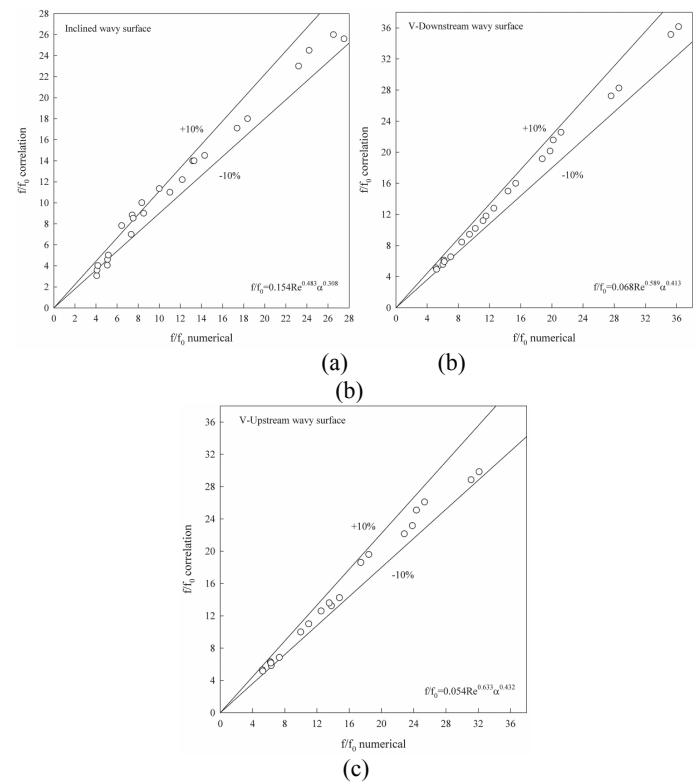 Inclined wavy surface
28
26
24
22
20
18
16
14
12
10
8
6
4
2
0
f/f₀ correlation
+10%
-10%
f/f₀=0.154Re^0.483 α^0.308
0 2 4 6 8 10 12 14 16 18 20 22 24 26 28
f/f₀ numerical
V-Downstream wavy surface
36
32
28
24
20
16
12
8
4
0
f/f₀ correlation
+10%
-10%
f/f₀=0.068Re^0.589 α^0.413
0 4 8 12 16 20 24 28 32 36
f/f₀ numerical
(a) (b)
(b)
V-Upstream wavy surface
36
32
28
24
20
16
12
8
4
0
f/f₀ correlation
+10%
-10%
f/f₀=0.054Re^0.633 α^0.432
0 4 8 12 16 20 24 28 32 36
f/f₀ numerical
(c)